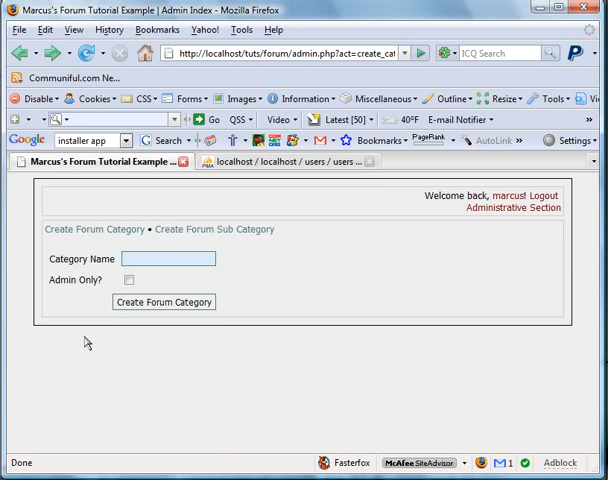 Marcus's Forum Tutorial Example | Admin Index - Mozilla Firefox
File Edit View History Bookmarks Yahoo! Tools Help
http://localhost/tuts/forum/admin.php?act=create_cat
ICQ Search
Communiful.com Ne...
Disable Cookies CSS Forms Images Information Miscellaneous Outline Resize Tools
Go QSS Video Latest [50] 40°F E-mail Notifier
Google installer app Search Bookmarks PageRank AutoLink Settings
Marcus's Forum Tutorial Example ... localhost / localhost / users / users ...
Welcome back, marcus! Logout
Administrative Section
Create Forum Category • Create Forum Sub Category
Category Name
Admin Only?
Create Forum Category
Done Fasterfox McAfee SiteAdvisor 1 Adblock